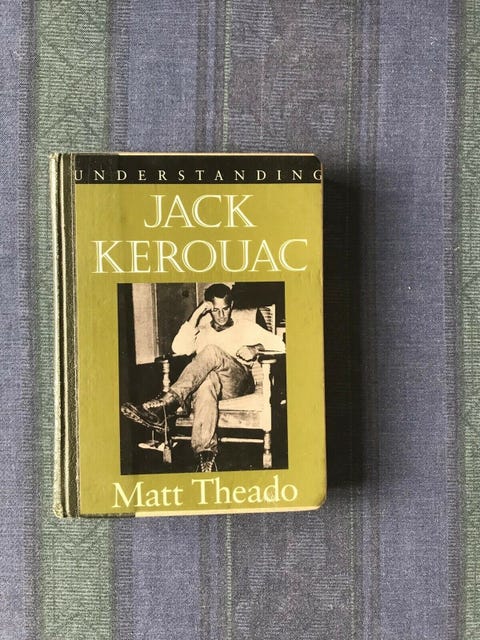 UNDERSTANDING
JACK
KEROUAC
Matt Theado